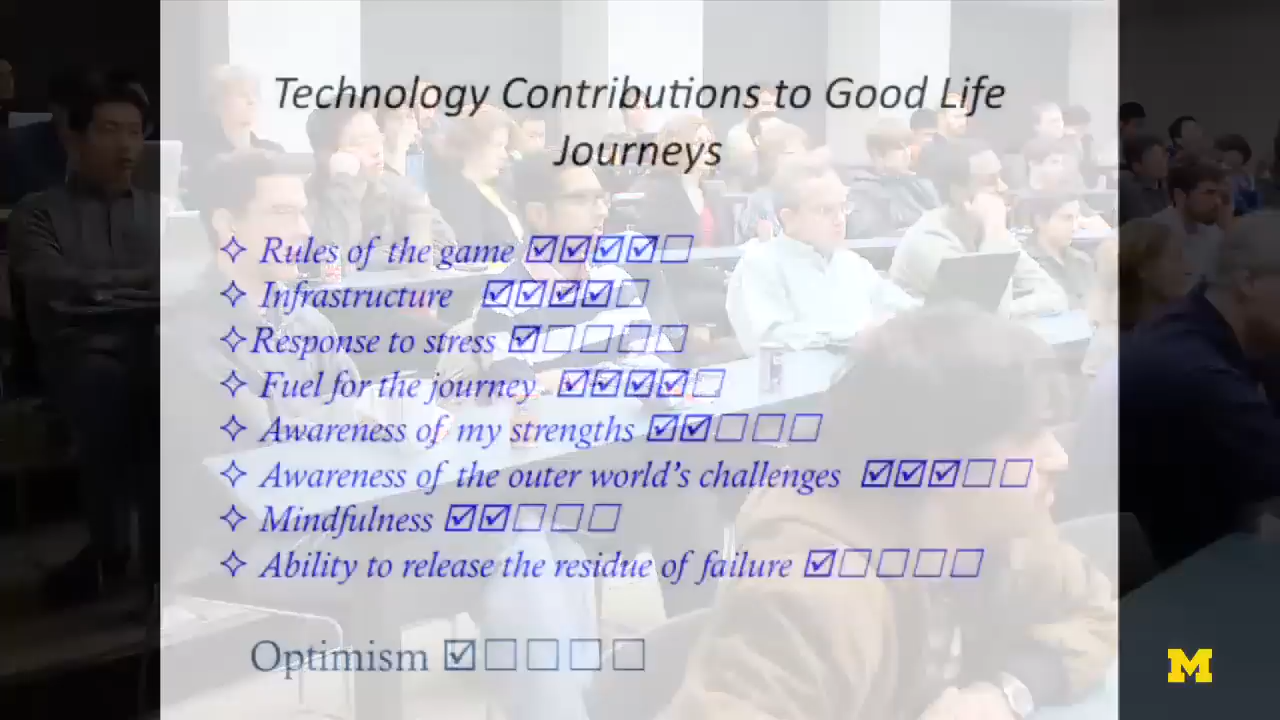 Technology Contributions to Good Life
Journeys
✧ Rules of the game ☑☑☑☑☐
✧ Infrastructure ☑☑☑☑☐
✧ Response to stress ☑☐☐☐☐
✧ Fuel for the journey ☑☑☑☑☐
✧ Awareness of my strengths ☑☑☐☐☐
✧ Awareness of the outer world’s challenges ☑☑☑☐☐
✧ Mindfulness ☑☑☐☐☐
✧ Ability to release the residue of failure ☑☐☐☐☐
Optimism ☑☐☐☐☐
M